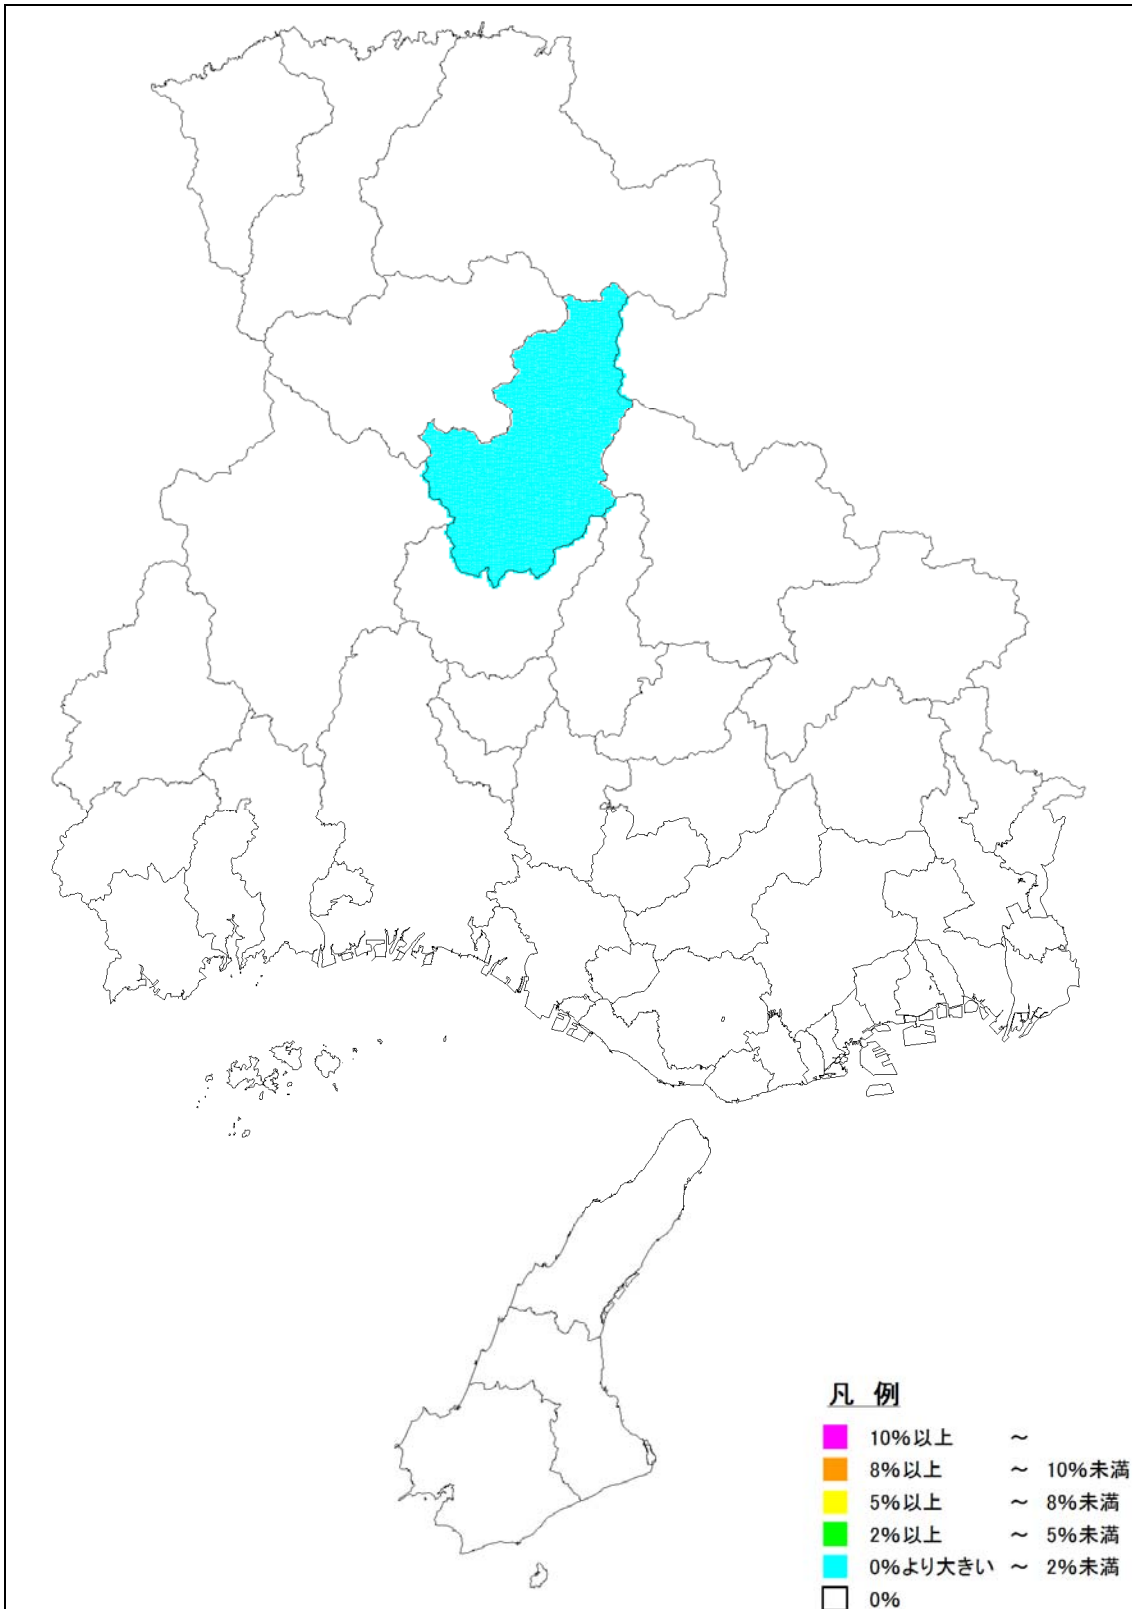 凡 例
10%以上 ～
8%以上 ～ 10%未満
5%以上 ～ 8%未満
2%以上 ～ 5%未満
0%より大きい ～ 2%未満
0%